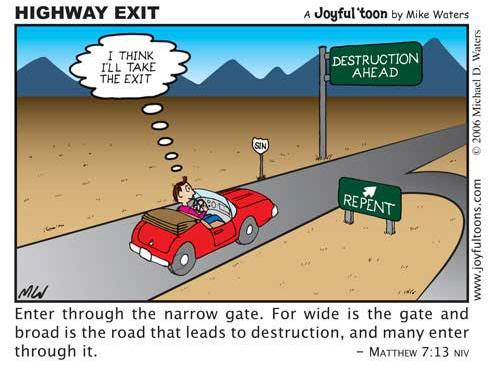 HIGHWAY EXIT
A Joyful 'toon by Mike Waters
I THINK
I'LL TAKE
THE EXIT
DESTRUCTION
AHEAD
SIN
REPENT
MLW
© 2006 Michael D. Waters
www.joyfultoons.com
Enter through the narrow gate. For wide is the gate and
broad is the road that leads to destruction, and many enter
through it. – MATTHEW 7:13 NIV